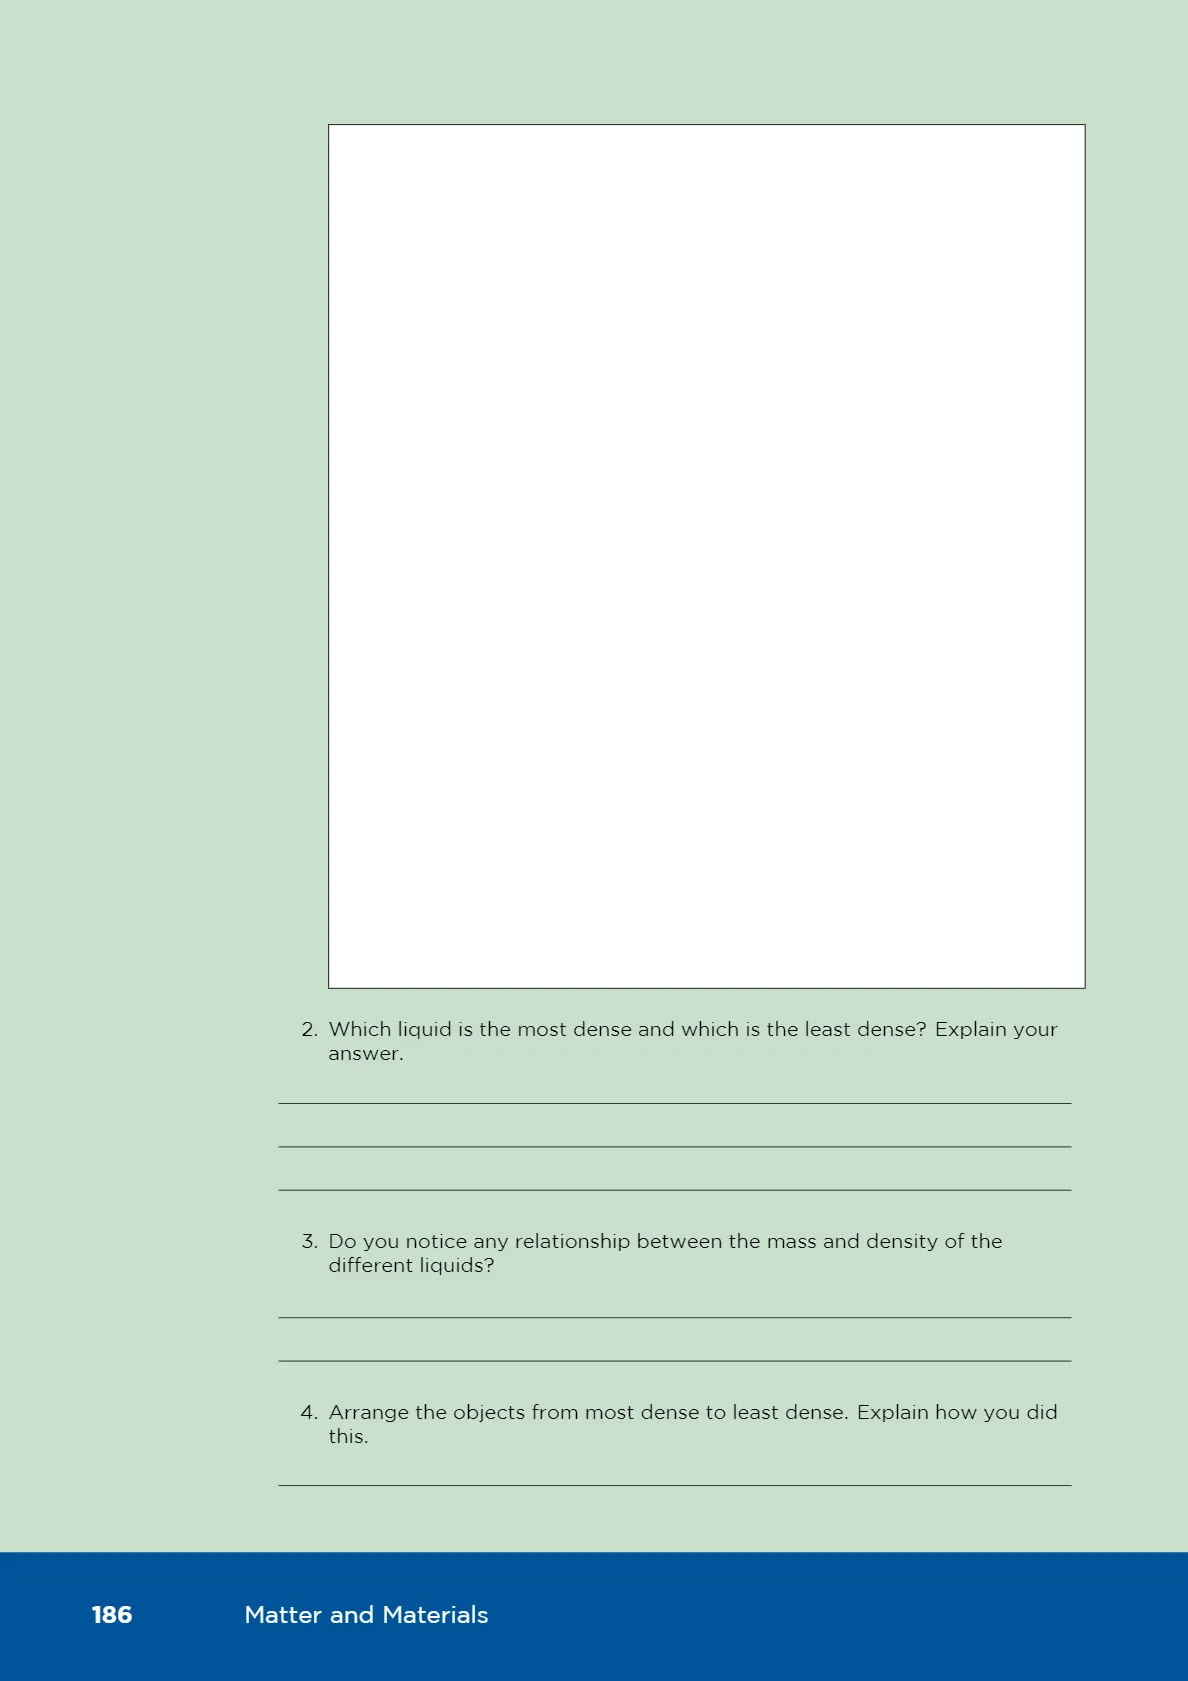 2. Which liquid is the most dense and which is the least dense? Explain your
answer.
3. Do you notice any relationship between the mass and density of the
different liquids?
4. Arrange the objects from most dense to least dense. Explain how you did
this.
186 Matter and Materials